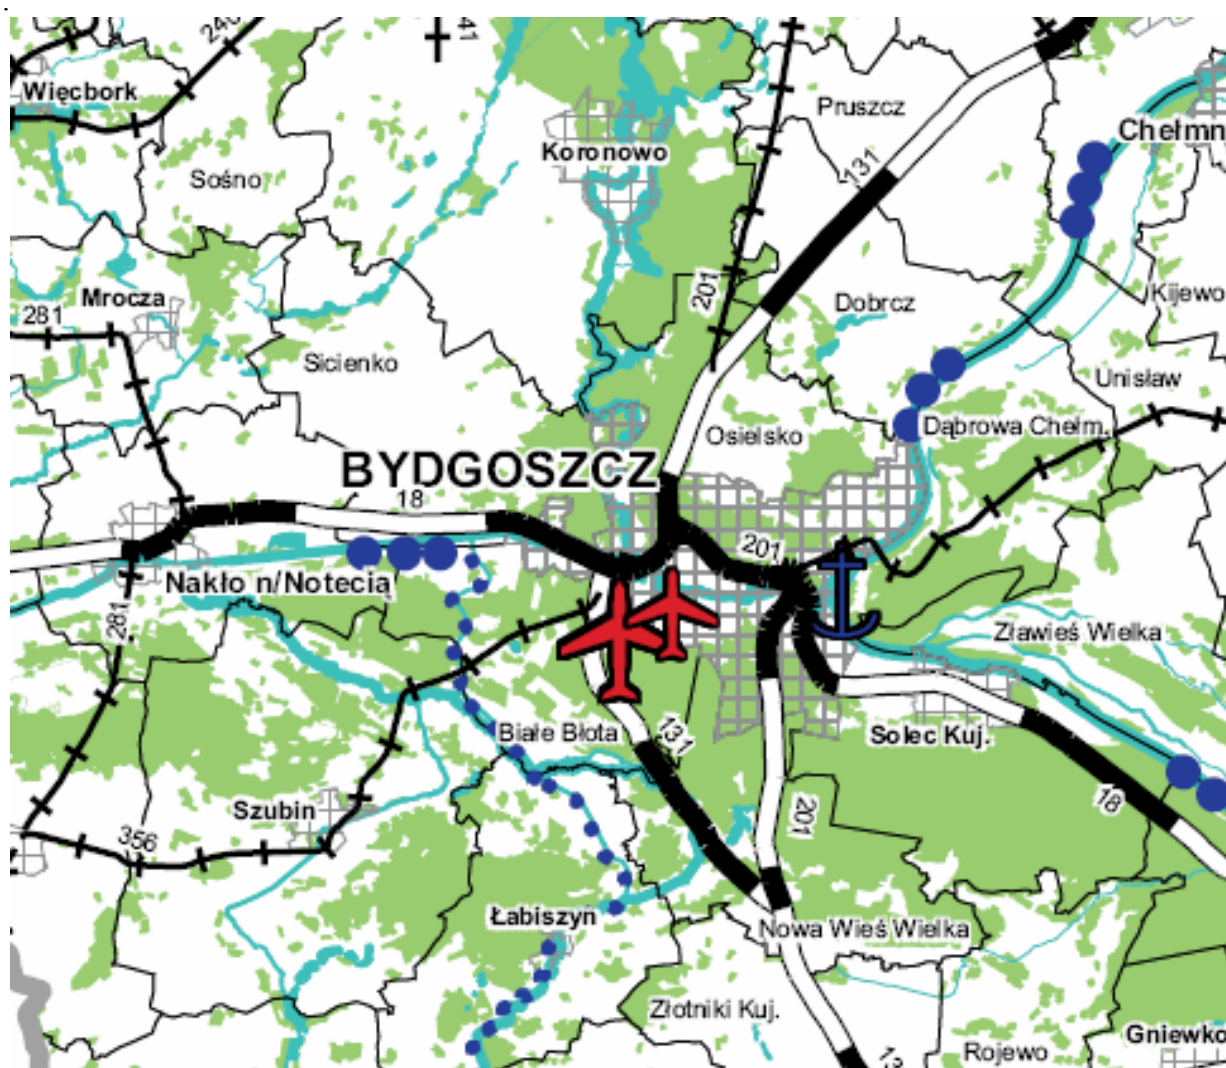 240
41
Więcbork
Pruszcz
Chełmn
Koronowo
131
Sośno
Mrocza
201
Dobrcz
Kijewo
281
Sicienko
Unisław
Osielsko
Dąbrowa Chełm.
BYDGOSZCZ
18
201
Nakło n/Notecią
281
Zławieś Wielka
Białe Błota
131
Solec Kuj.
Szubin
18
201
356
Łabiszyn
Nowa Wieś Wielka
Złotniki Kuj.
Gniewko
Rojewo